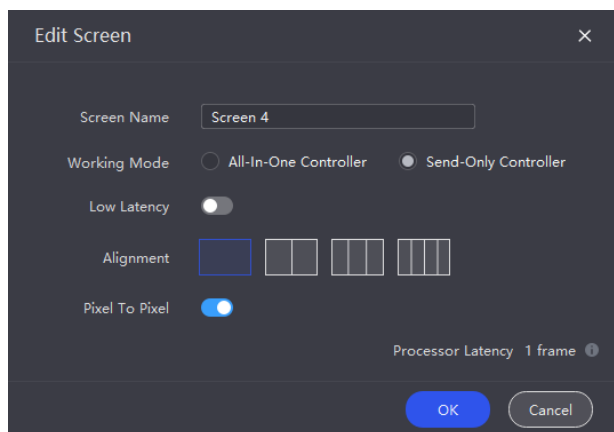 Edit Screen
Screen Name Screen 4
Working Mode All-In-One Controller Send-Only Controller
Low Latency
Alignment
Pixel To Pixel
Processor Latency 1 frame
OK Cancel